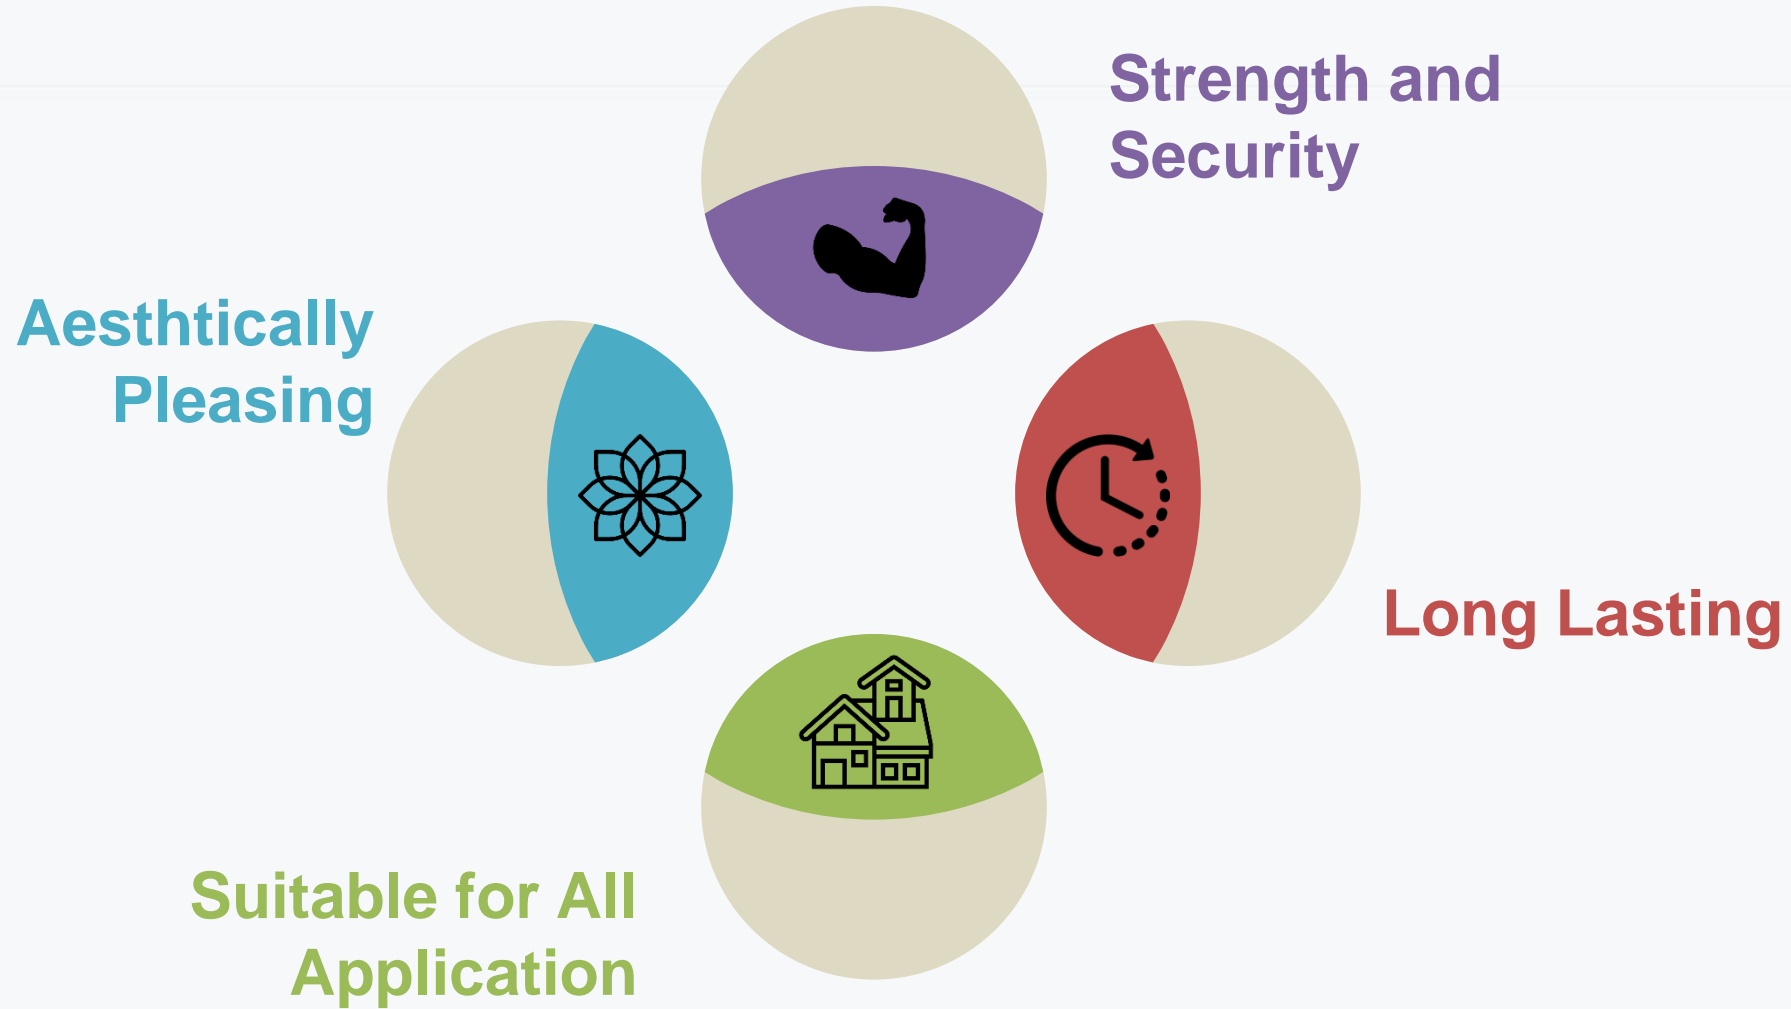 Strength and
Security
Aesthtically
Pleasing
Long Lasting
Suitable for All
Application